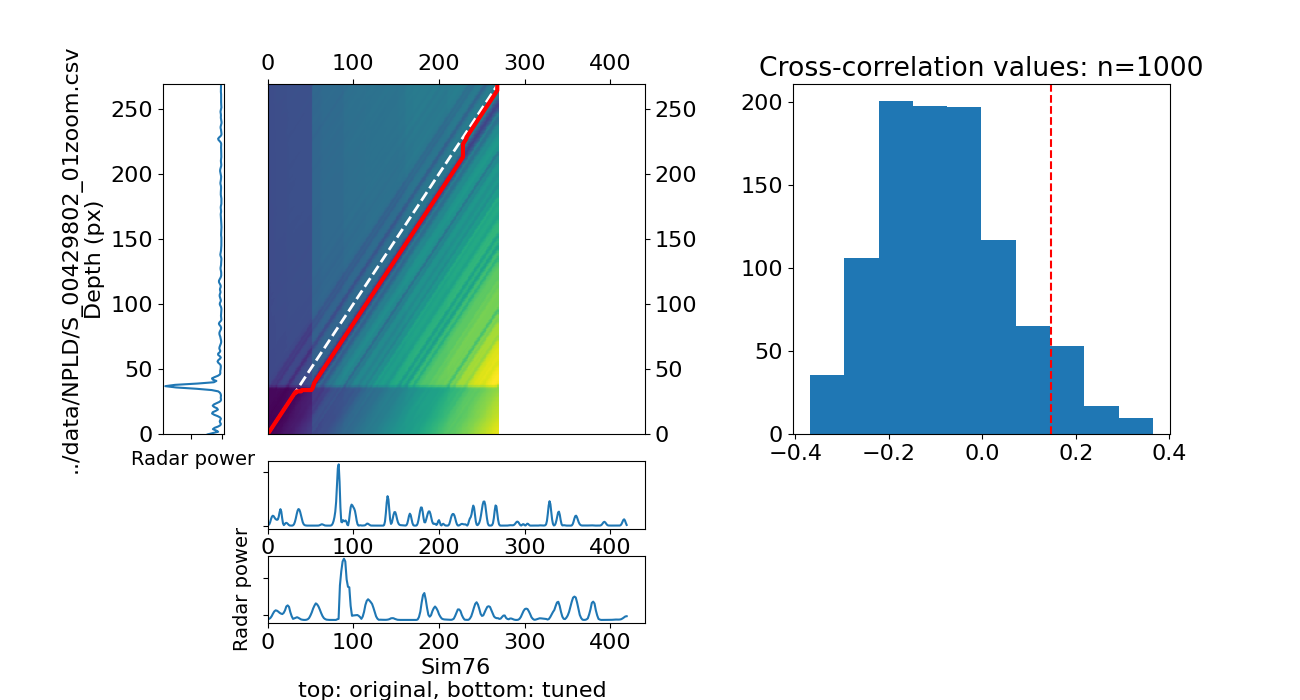 ../data/NPLD/S_00429802_01zoom.csv
Depth (px)
0 100 200 300 400
250
200
150
100
50
0
250
200
150
100
50
0
Radar power
0 100 200 300 400
Radar power
0 100 200 300 400
Sim76
top: original, bottom: tuned
Cross-correlation values: n=1000
200
150
100
50
0
−0.4 −0.2 0.0 0.2 0.4